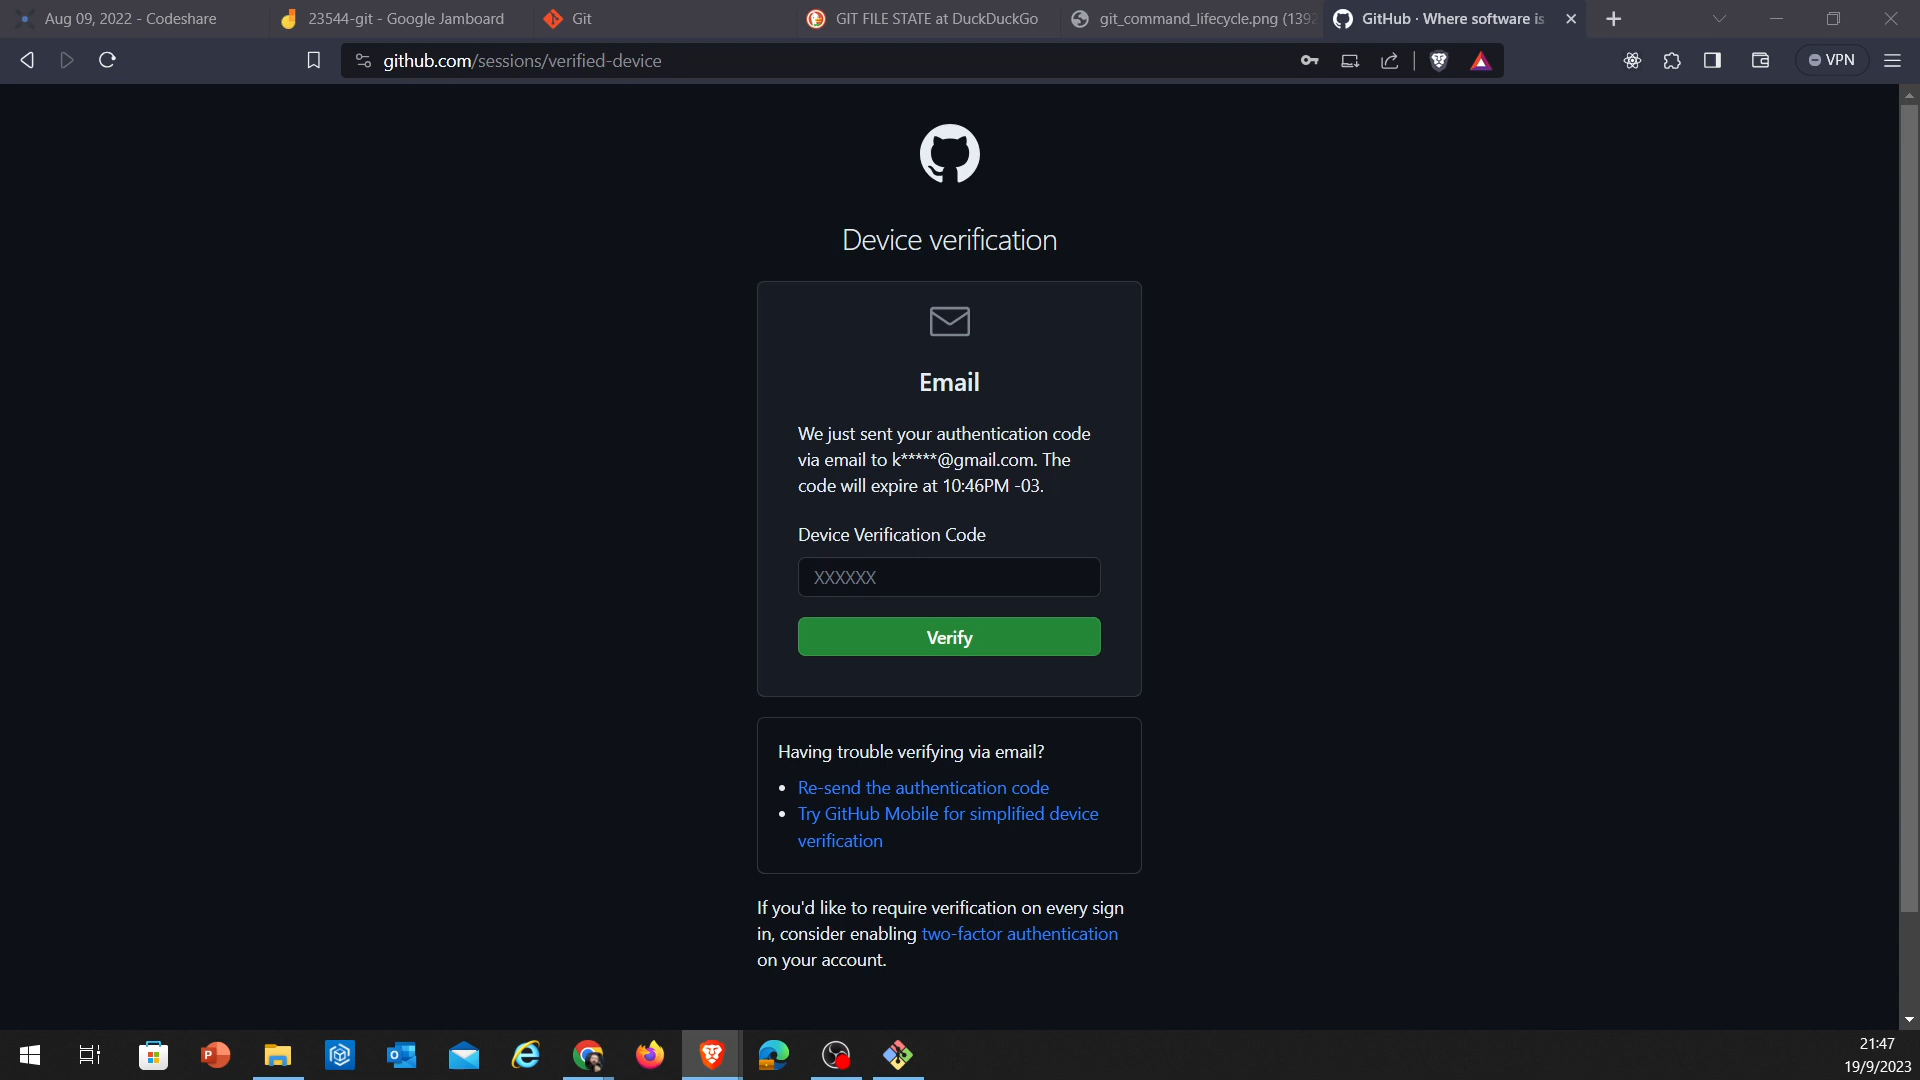 Aug 09, 2022 - Codeshare
23544-git - Google Jamboard
Git
GIT FILE STATE at DuckDuckGo
git_command_lifecycle.png (1392
GitHub · Where software is
github.com/sessions/verified-device
VPN
Device verification
Email
We just sent your authentication code
via email to k*****@gmail.com. The
code will expire at 10:46PM -03.
Device Verification Code
XXXXXX
Verify
Having trouble verifying via email?
• Re-send the authentication code
• Try GitHub Mobile for simplified device
verification
If you'd like to require verification on every sign
in, consider enabling two-factor authentication
on your account.
21:47
19/9/2023